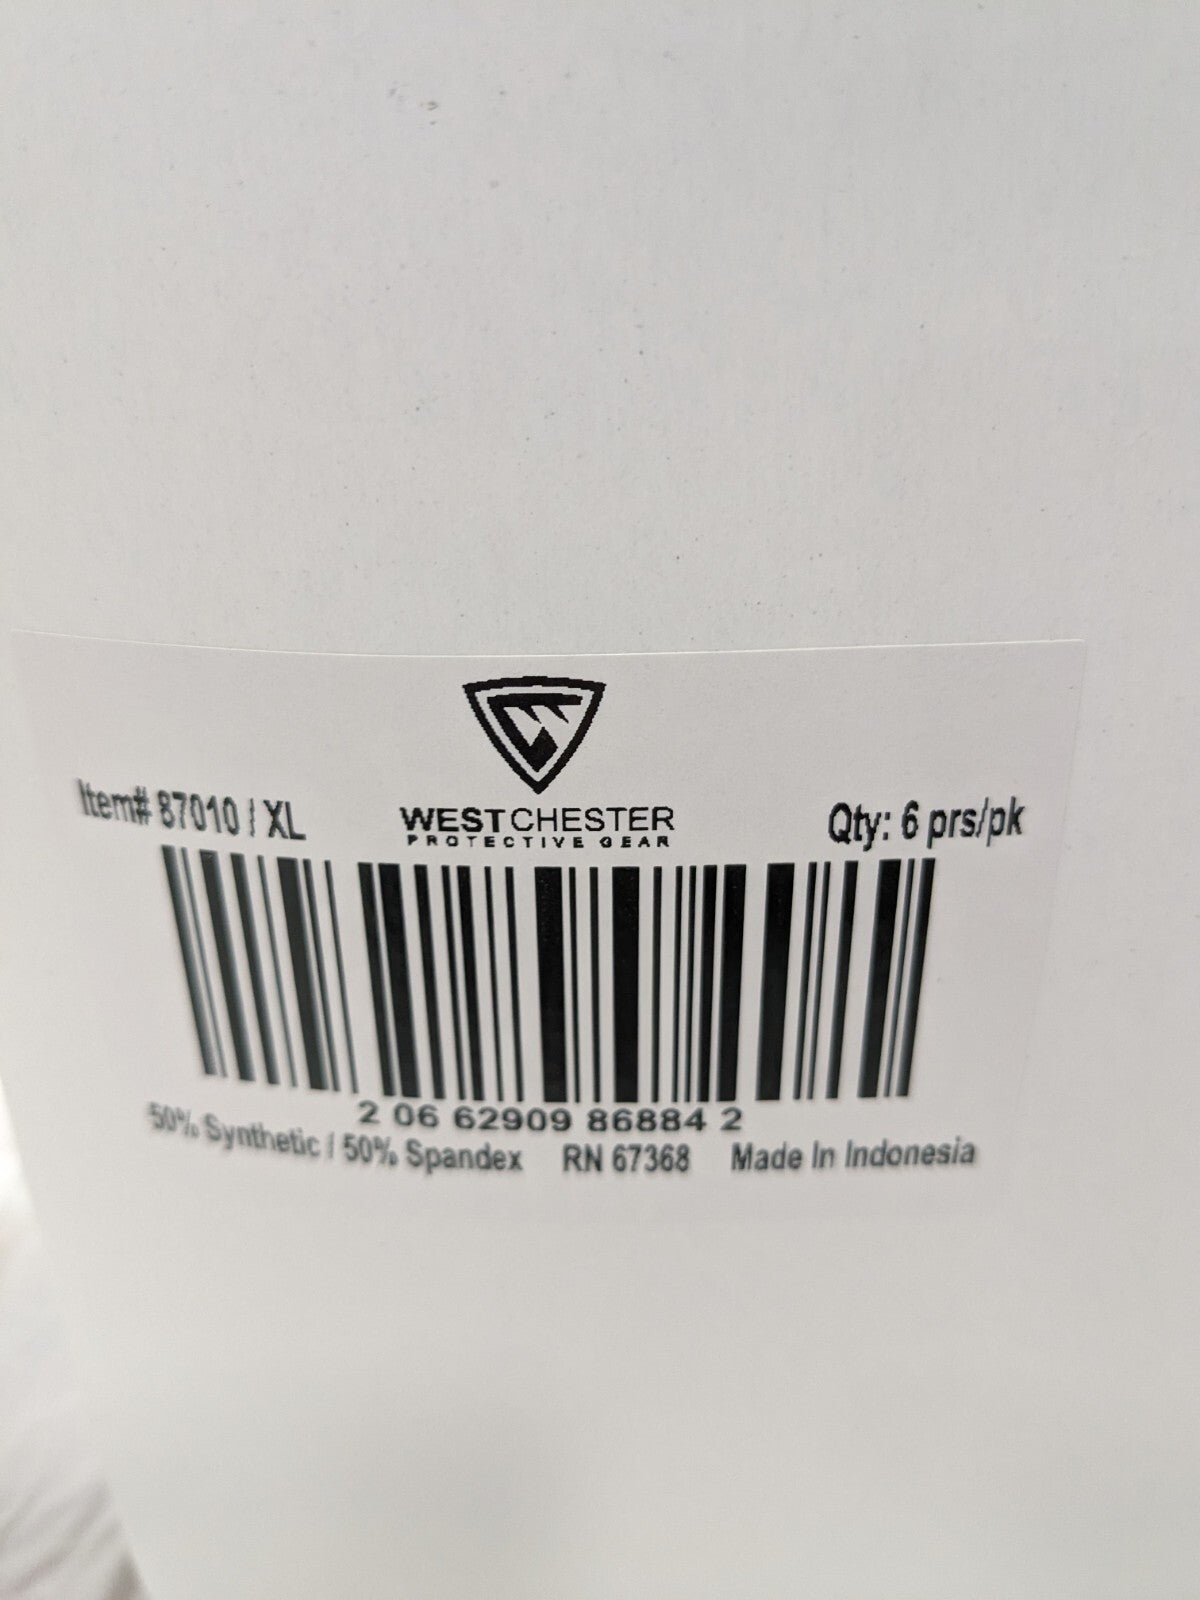 WESTCHESTER
PROTECTIVE GEAR
Item# 87010 / XL
Qty: 6 prs/pk
2 06 62909 86884 2
50% Synthetic / 50% Spandex RN 67368 Made In Indonesia